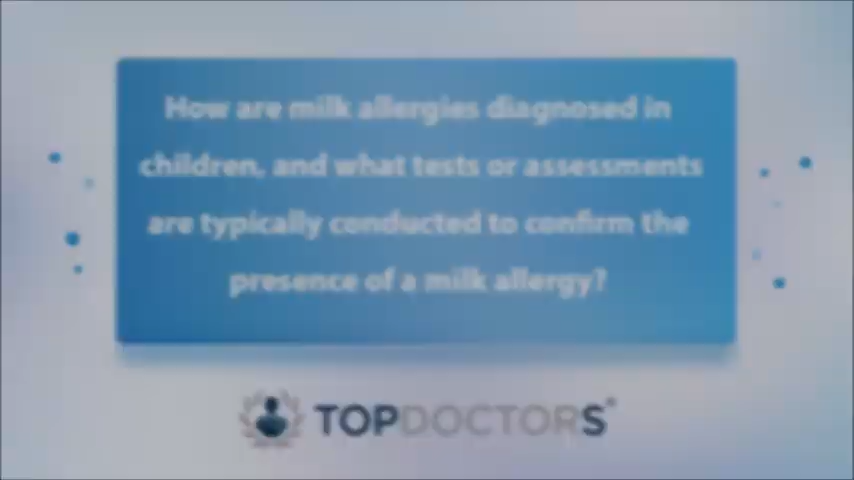 How are milk allergies diagnosed in
children, and what tests or assessments
are typically conducted to confirm the
presence of a milk allergy?
TOPDOCTORS